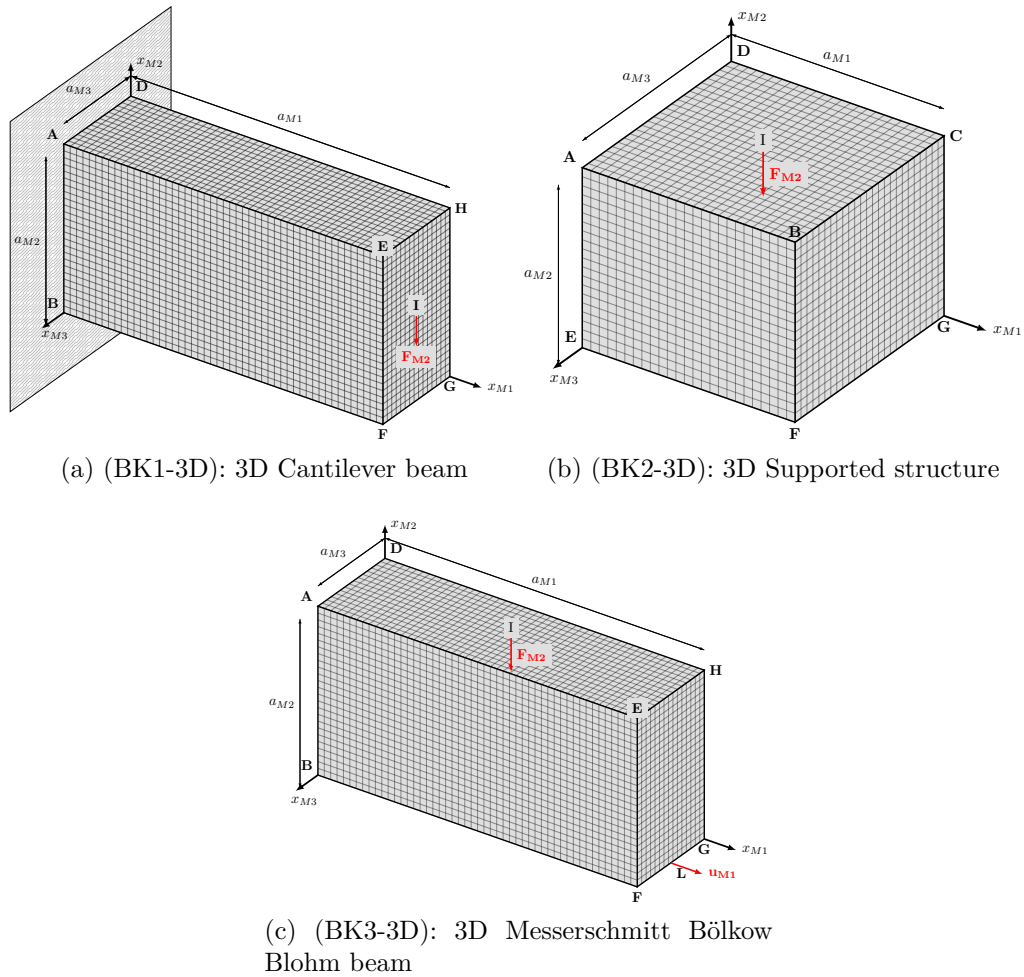 x_{M2}
D
a_{M3}
a_{M1}
A
H
a_{M2}
E
I
F_{M2}
B
x_{M3}
G
x_{M1}
F
(a) (BK1-3D): 3D Cantilever beam
x_{M2}
D
a_{M3}
a_{M1}
C
I
A
F_{M2}
B
a_{M2}
G
x_{M1}
E
x_{M3}
F
(b) (BK2-3D): 3D Supported structure
x_{M2}
D
a_{M3}
a_{M1}
A
I
F_{M2}
H
a_{M2}
E
B
x_{M3}
G
x_{M1}
L
u_{M1}
F
(c) (BK3-3D): 3D Messerschmitt Bölkow
Blohm beam